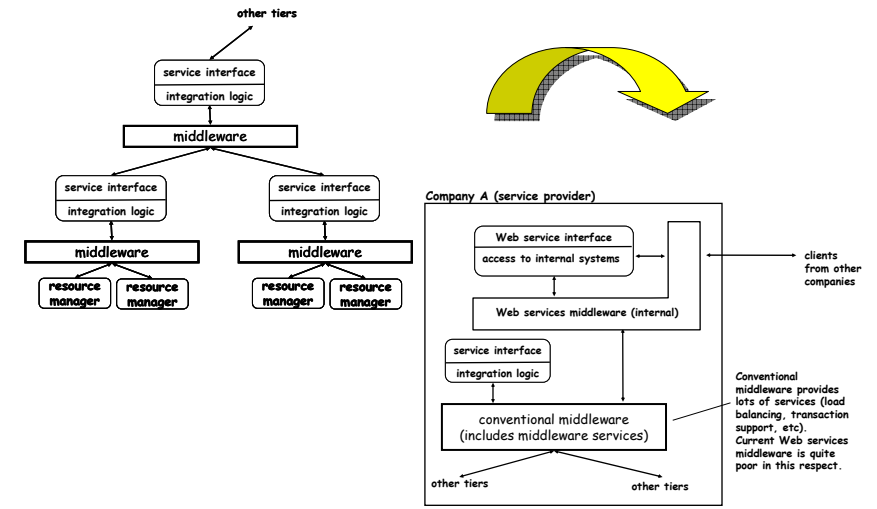 other tiers
service interface
integration logic
middleware
service interface
integration logic
service interface
integration logic
middleware
middleware
resource
manager
resource
manager
resource
manager
resource
manager
Company A (service provider)
Web service interface
access to internal systems
clients
from other
companies
Web services middleware (internal)
service interface
integration logic
conventional middleware
(includes middleware services)
other tiers
other tiers
Conventional
middleware provides
lots of services (load
balancing, transaction
support, etc).
Current Web services
middleware is quite
poor in this respect.